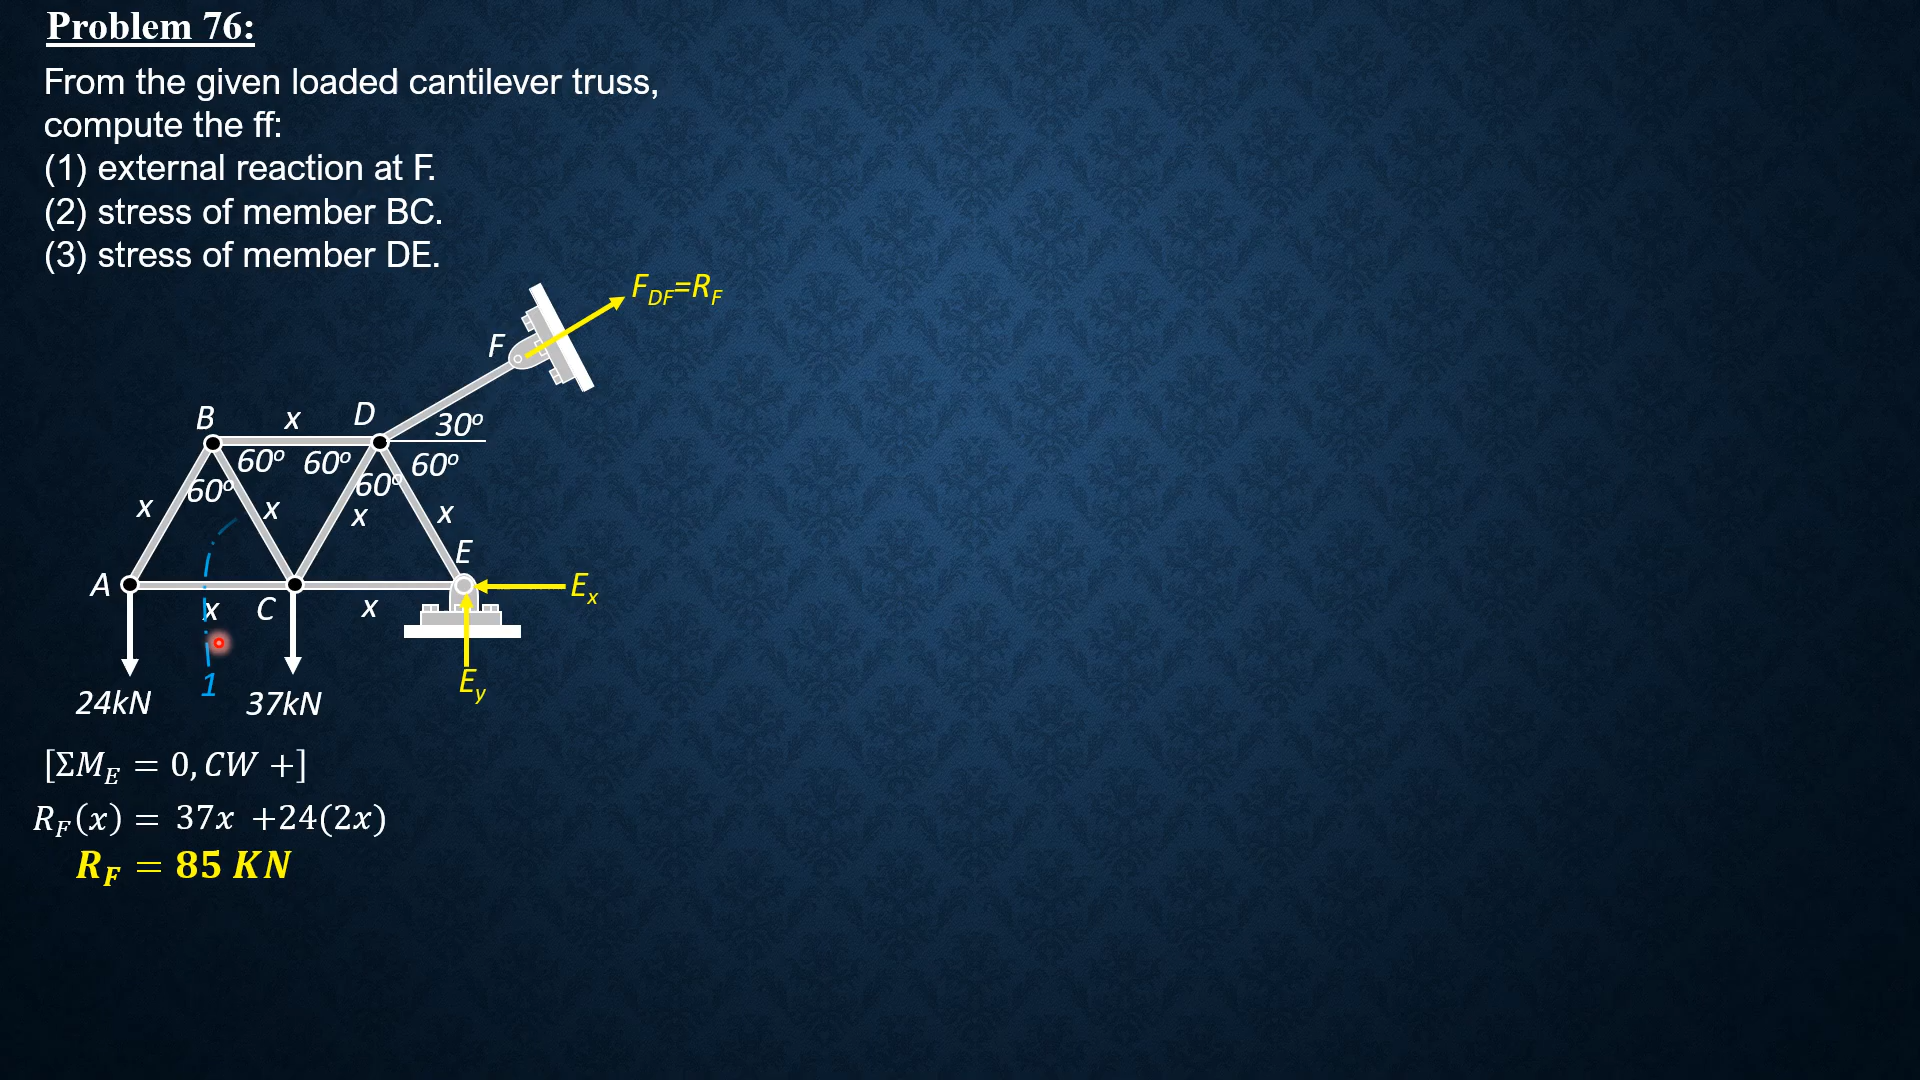 Problem 76:
From the given loaded cantilever truss,
compute the ff:
(1) external reaction at F.
(2) stress of member BC.
(3) stress of member DE.
F_DF=R_F
F
B x D 30°
60° 60° 60°
x 60° x 60° x x
A E
E_x
x C x
1
E_y
24kN 37kN
[ΣM_E = 0, CW +]
R_F(x) = 37x +24(2x)
R_F = 85 KN